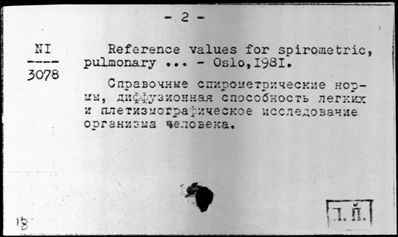 - 2 -
NI
----
3078
Reference values for spirometric,
pulmonary ... - Oslo,1981.
Справочные спирометрические нор-
мы, диффузионная способность легких
и плетизмографическое исследование
организма человека.
18
1. Й.